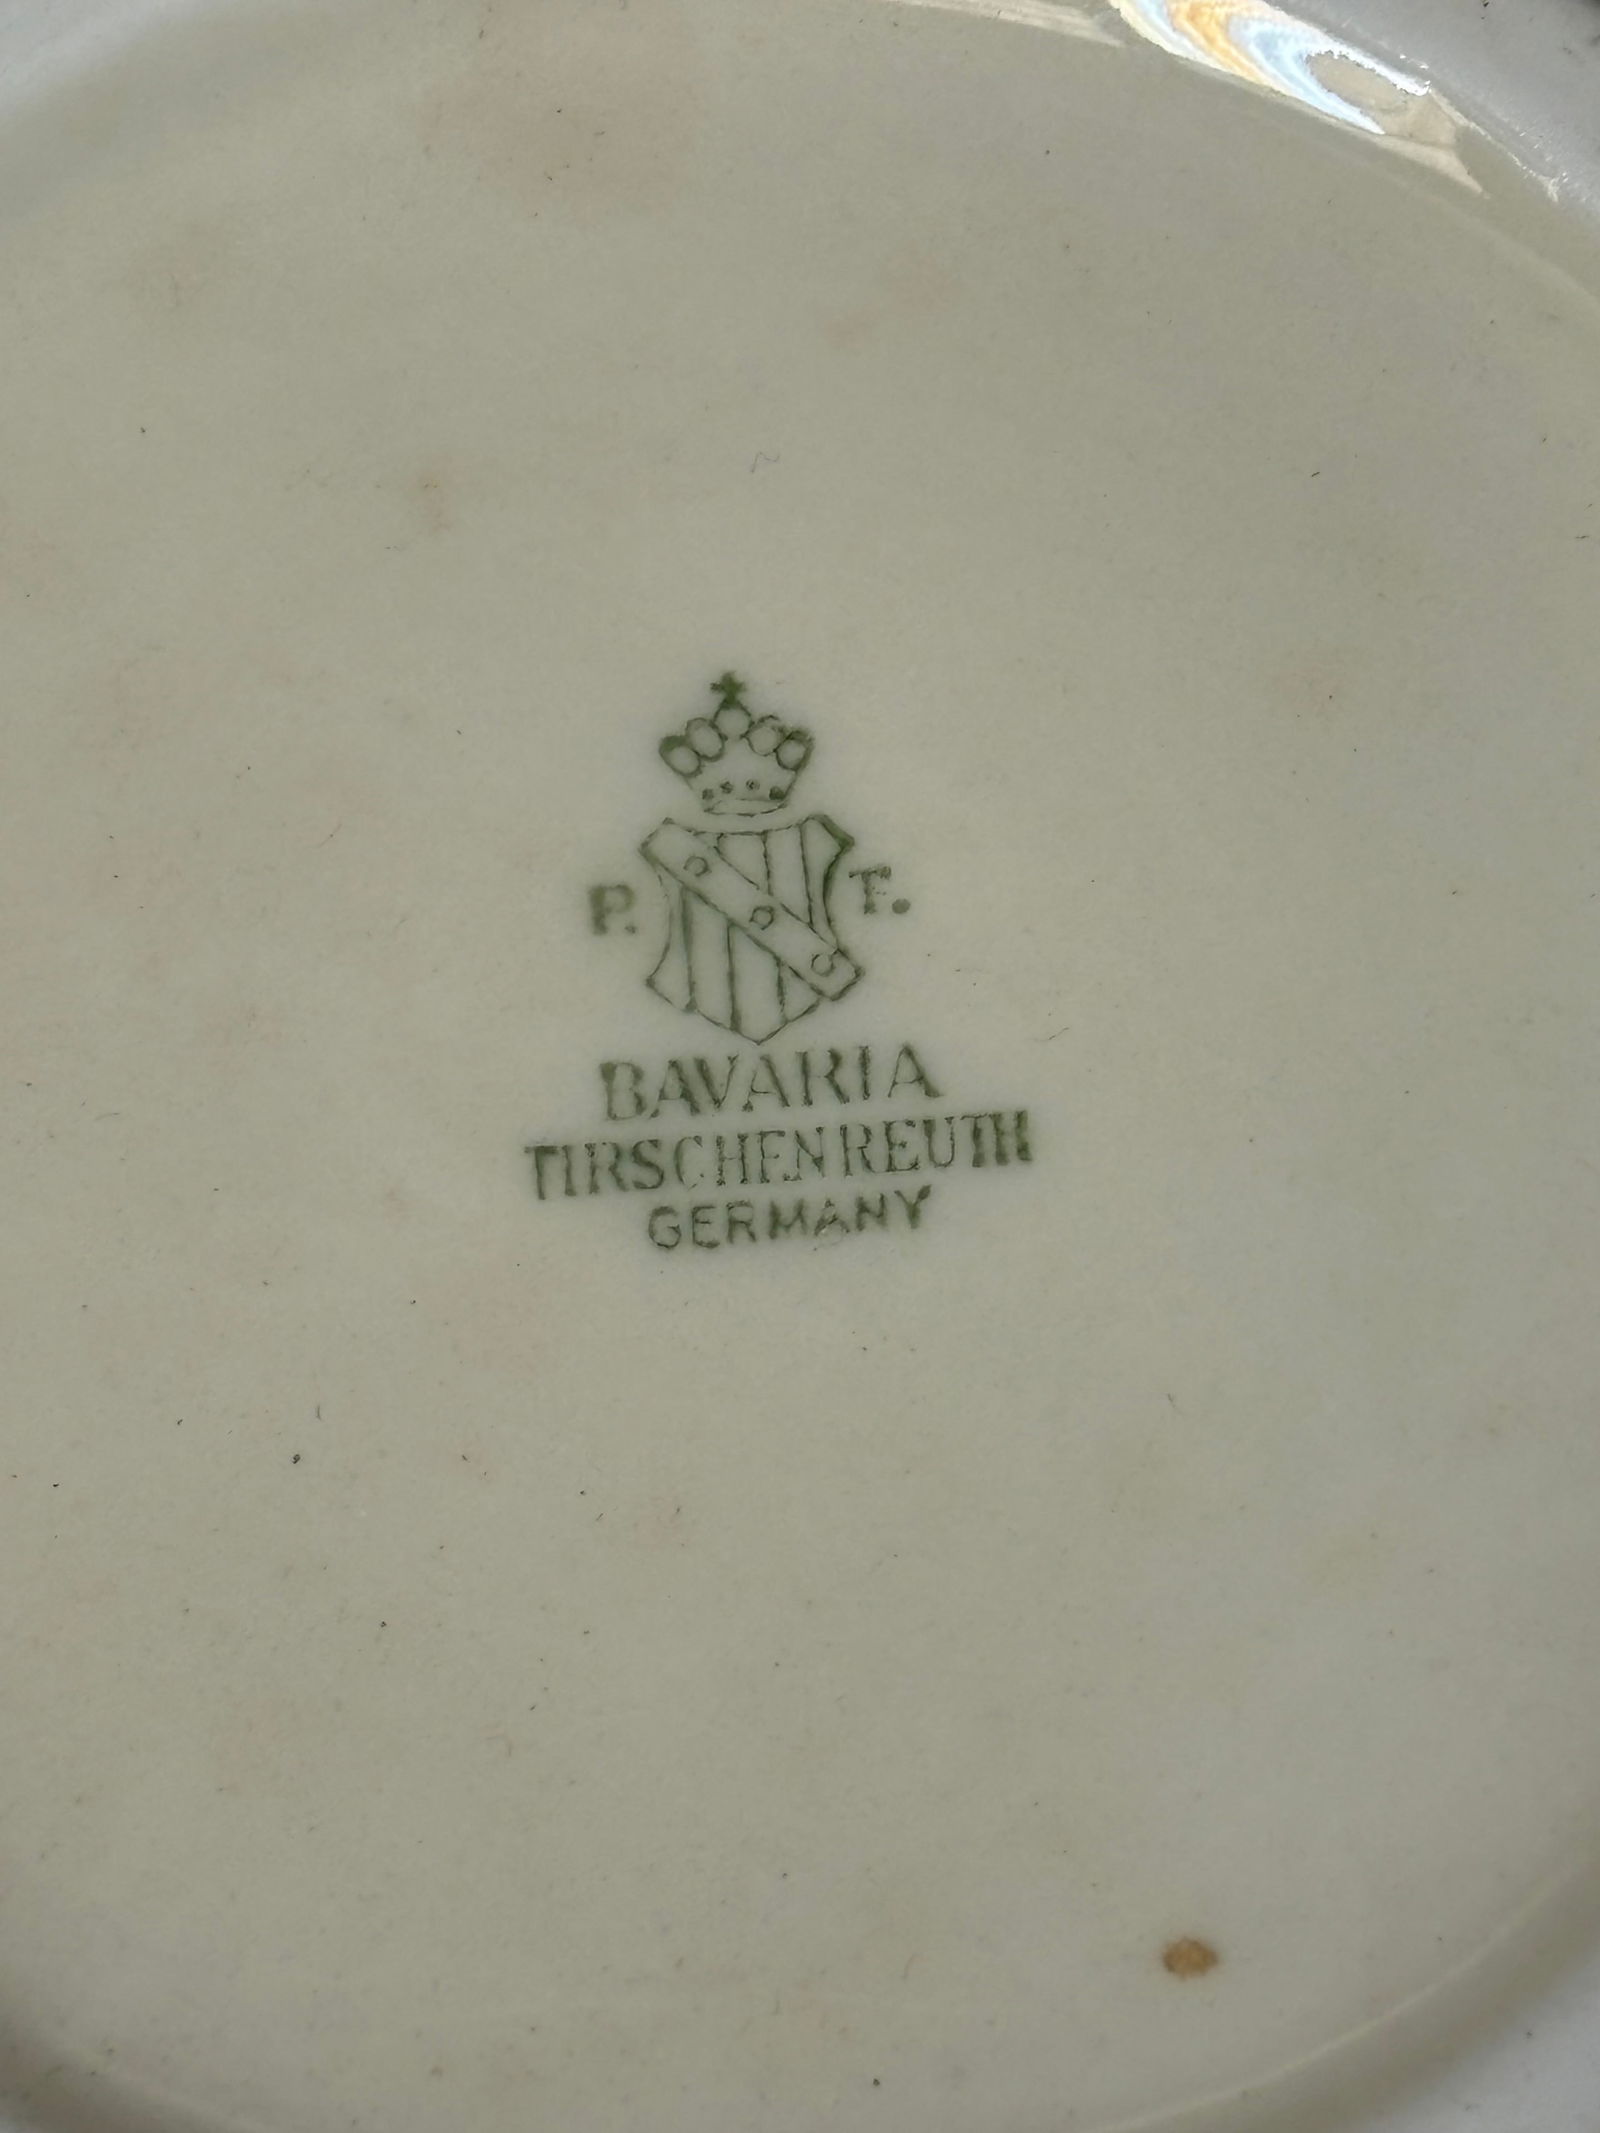 P. T.
BAVARIA
TIRSCHENREUTH
GERMANY